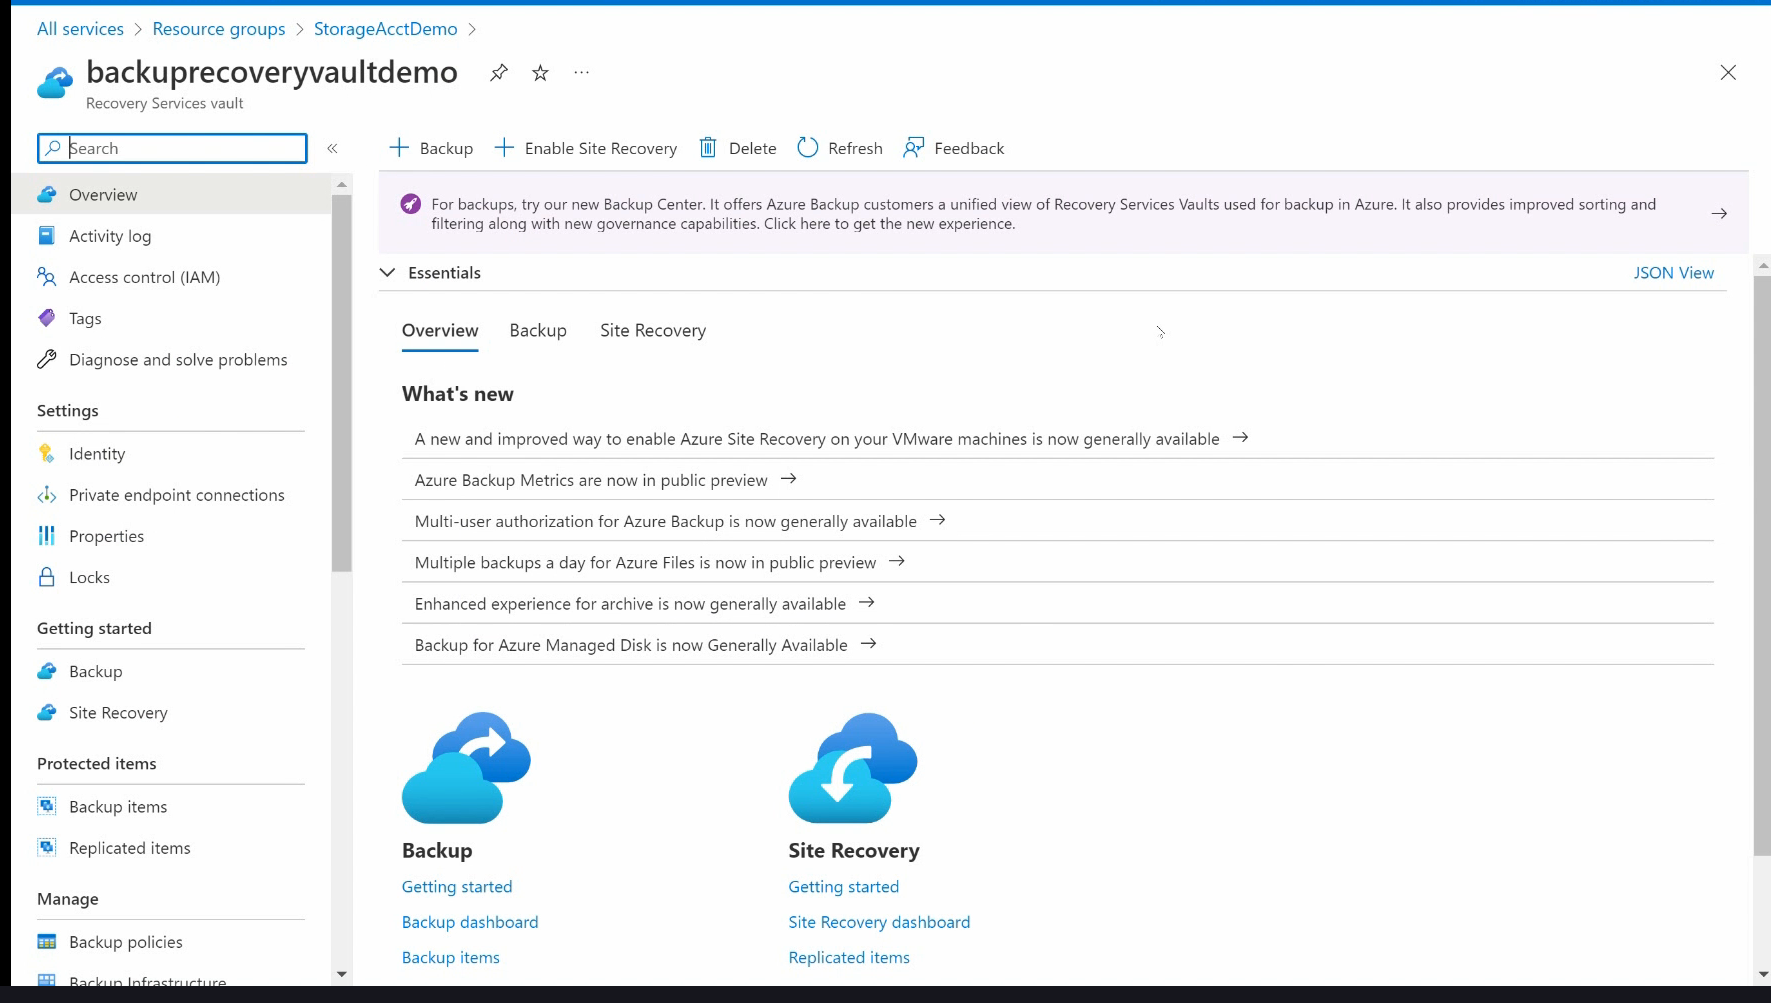 All services > Resource groups > StorageAcctDemo >
backuprecoveryvaultdemo ...
Recovery Services vault
Search «
Backup Enable Site Recovery Delete Refresh Feedback
For backups, try our new Backup Center. It offers Azure Backup customers a unified view of Recovery Services Vaults used for backup in Azure. It also provides improved sorting and
filtering along with new governance capabilities. Click here to get the new experience.
Overview
Activity log
Access control (IAM)
Tags
Diagnose and solve problems
Settings
Identity
Private endpoint connections
Properties
Locks
Getting started
Backup
Site Recovery
Protected items
Backup items
Replicated items
Manage
Backup policies
Backup Infrastructure
Essentials JSON View
Overview Backup Site Recovery
What's new
A new and improved way to enable Azure Site Recovery on your VMware machines is now generally available →
Azure Backup Metrics are now in public preview →
Multi-user authorization for Azure Backup is now generally available →
Multiple backups a day for Azure Files is now in public preview →
Enhanced experience for archive is now generally available →
Backup for Azure Managed Disk is now Generally Available →
Backup
Getting started
Backup dashboard
Backup items
Site Recovery
Getting started
Site Recovery dashboard
Replicated items